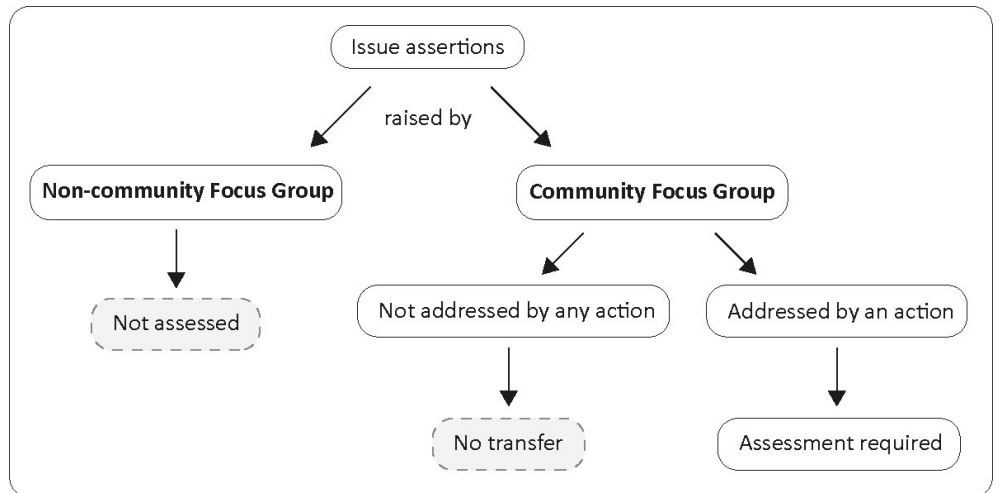 Issue assertions
raised by
Non-community Focus Group
Community Focus Group
Not addressed by any action
Addressed by an action
Not assessed
No transfer
Assessment required